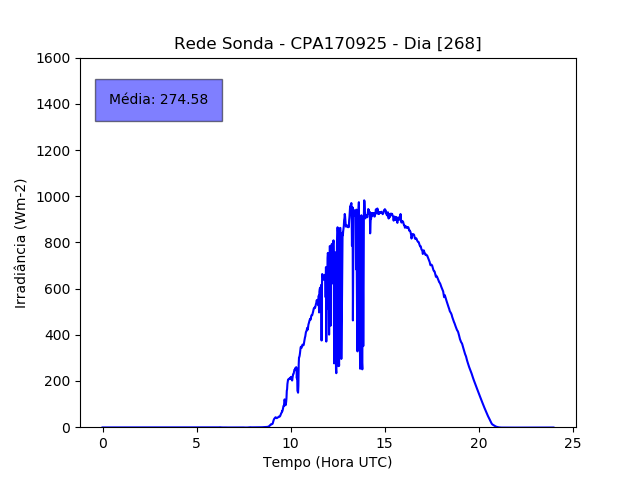 Rede Sonda - CPA170925 - Dia [268]
1600
1400
1200
1000
800
600
400
200
0
Média: 274.58
Irradiância (Wm-2)
0 5 10 15 20 25
Tempo (Hora UTC)